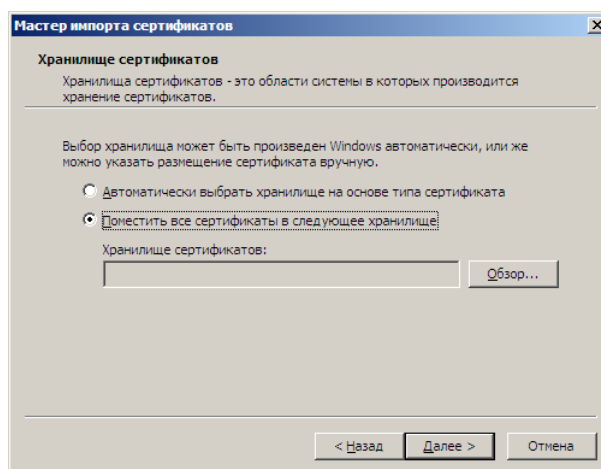 Мастер импорта сертификатов
Хранилище сертификатов
Хранилища сертификатов - это области системы в которых производится
хранение сертификатов.
Выбор хранилища может быть произведен Windows автоматически, или же
можно указать размещение сертификата вручную.
Автоматически выбрать хранилище на основе типа сертификата
Поместить все сертификаты в следующее хранилище
Хранилище сертификатов:
Обзор...
< Назад Далее > Отмена